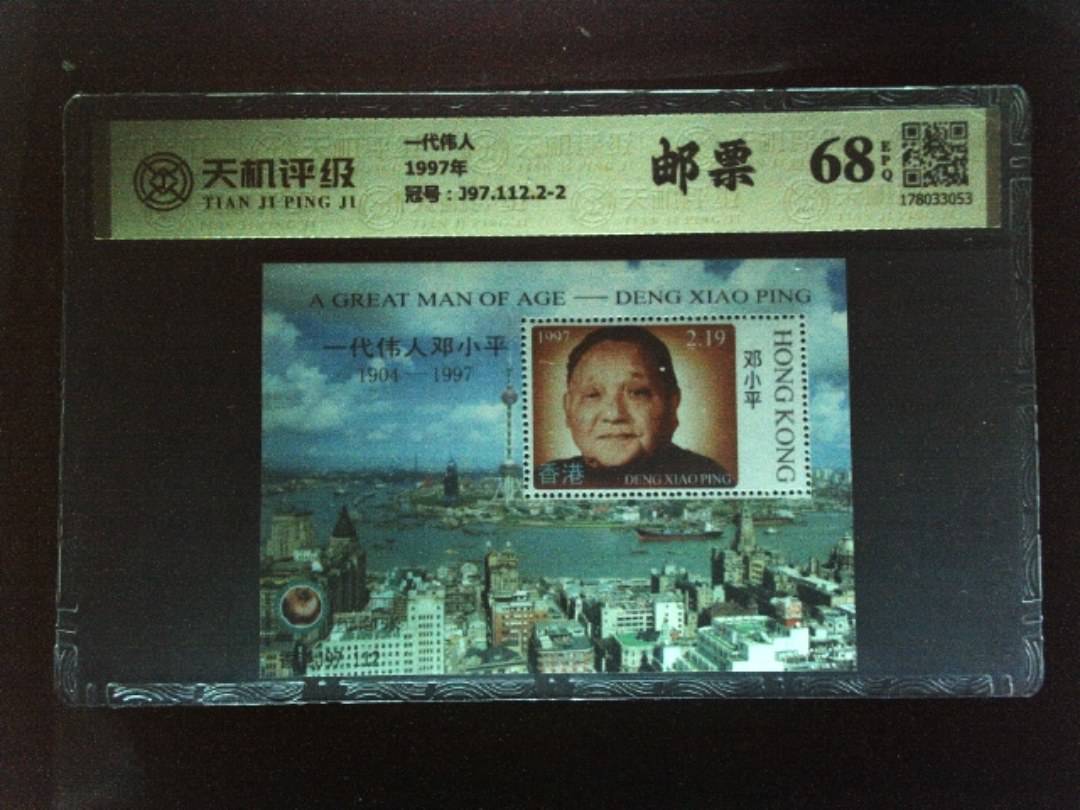 天机评级
TIAN JI PING JI
一代伟人
1997年
冠号：J97.112.2-2
邮票
68
EPQ
178033053
A GREAT MAN OF AGE — DENG XIAO PING
一代伟人邓小平
1904 — 1997
1997
2.19
香港
DENG XIAO PING
邓小平
HONG KONG